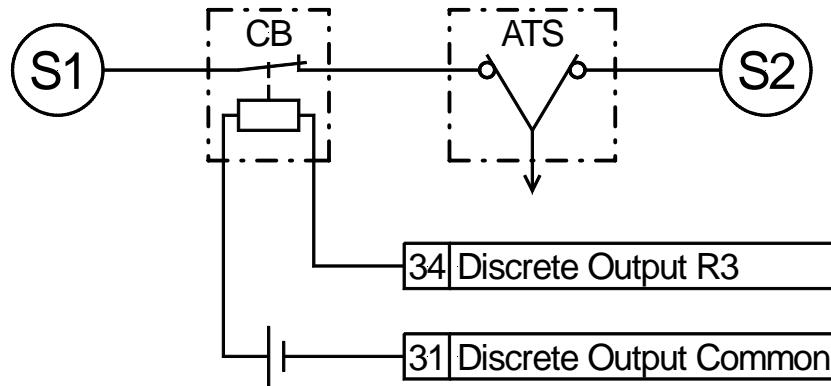 CB
ATS
S1
S2
34 Discrete Output R3
31 Discrete Output Common